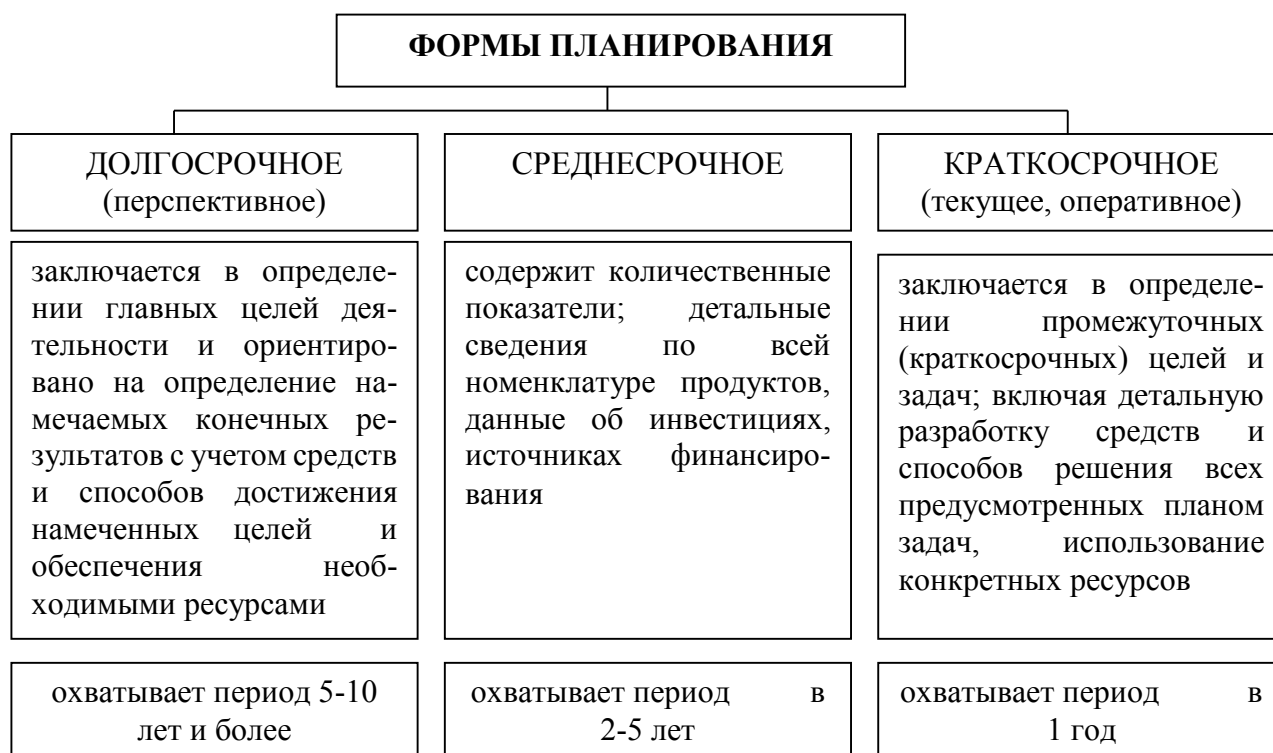 ФОРМЫ ПЛАНИРОВАНИЯ
ДОЛГОСРОЧНОЕ
(перспективное)
заключается в определе-
нии главных целей дея-
тельности и ориентиро-
вано на определение на-
мечаемых конечных ре-
зультатов с учетом средств
и способов достижения
намеченных целей и
обеспечения необ-
ходимыми ресурсами
охватывает период 5-10
лет и более
СРЕДНЕСРОЧНОЕ
содержит количественные
показатели; детальные
сведения по всей
номенклатуре продуктов,
данные об инвестициях,
источниках финансиро-
вания
охватывает период в
2-5 лет
КРАТКОСРОЧНОЕ
(текущее, оперативное)
заключается в определе-
нии промежуточных
(краткосрочных) целей и
задач; включая детальную
разработку средств и
способов решения всех
предусмотренных планом
задач, использование
конкретных ресурсов
охватывает период в
1 год